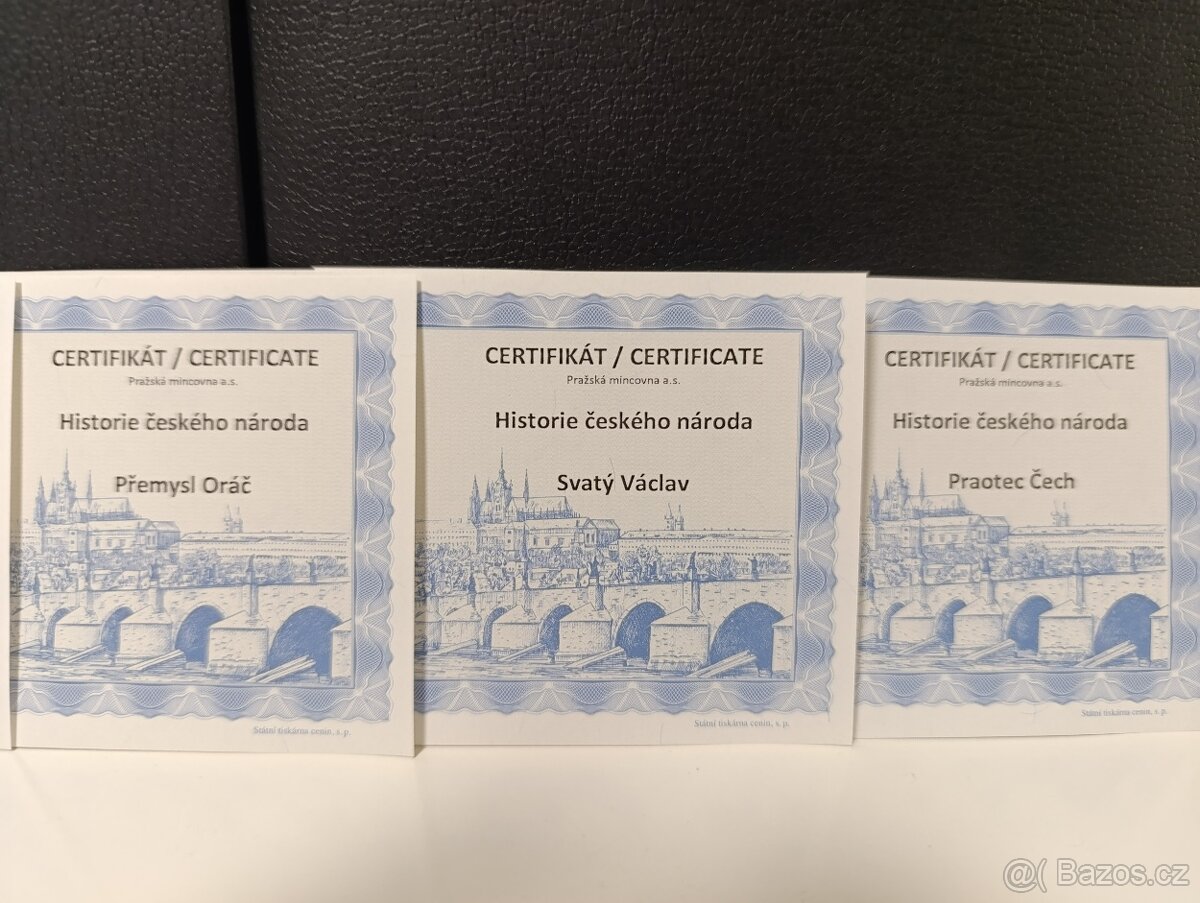 CERTIFIKÁT / CERTIFICATE
Pražská mincovna a.s.
Historie českého národa
Přemysl Oráč
Státní tiskárna cenin, s. p.
CERTIFIKÁT / CERTIFICATE
Pražská mincovna a.s.
Historie českého národa
Svatý Václav
Státní tiskárna cenin, s. p.
CERTIFIKÁT / CERTIFICATE
Pražská mincovna a.s.
Historie českého národa
Praotec Čech
Státní tiskárna cenin, s. p.
@( Bazos.cz